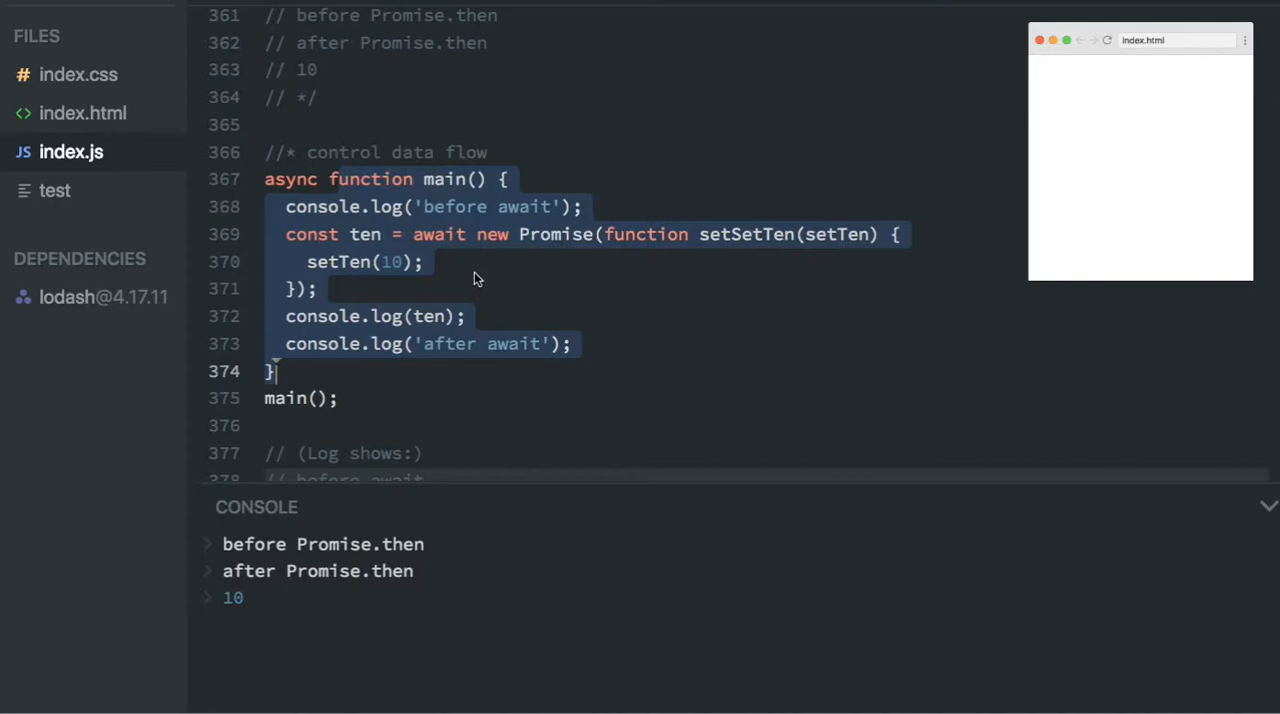 FILES
# index.css
<> index.html
JS index.js
test
DEPENDENCIES
lodash@4.17.11
361 // before Promise.then
362 // after Promise.then
363 // 10
364 // */
365
366 //* control data flow
367 async function main() {
368 console.log('before await');
369 const ten = await new Promise(function setSetTen(setTen) {
370 setTen(10);
371 });
372 console.log(ten);
373 console.log('after await');
374 }
375 main();
376
377 // (Log shows:)
378 // before await
index.html
CONSOLE
> before Promise.then
> after Promise.then
> 10